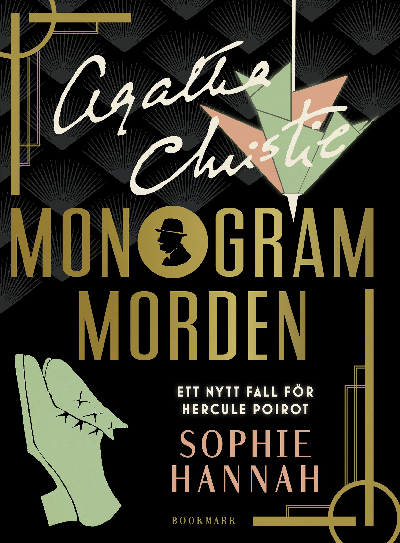 Agatha
Christie
MONOGRAM
MORDEN
ETT NYTT FALL FÖR
HERCULE POIROT
SOPHIE
HANNAH
BOOKMARK